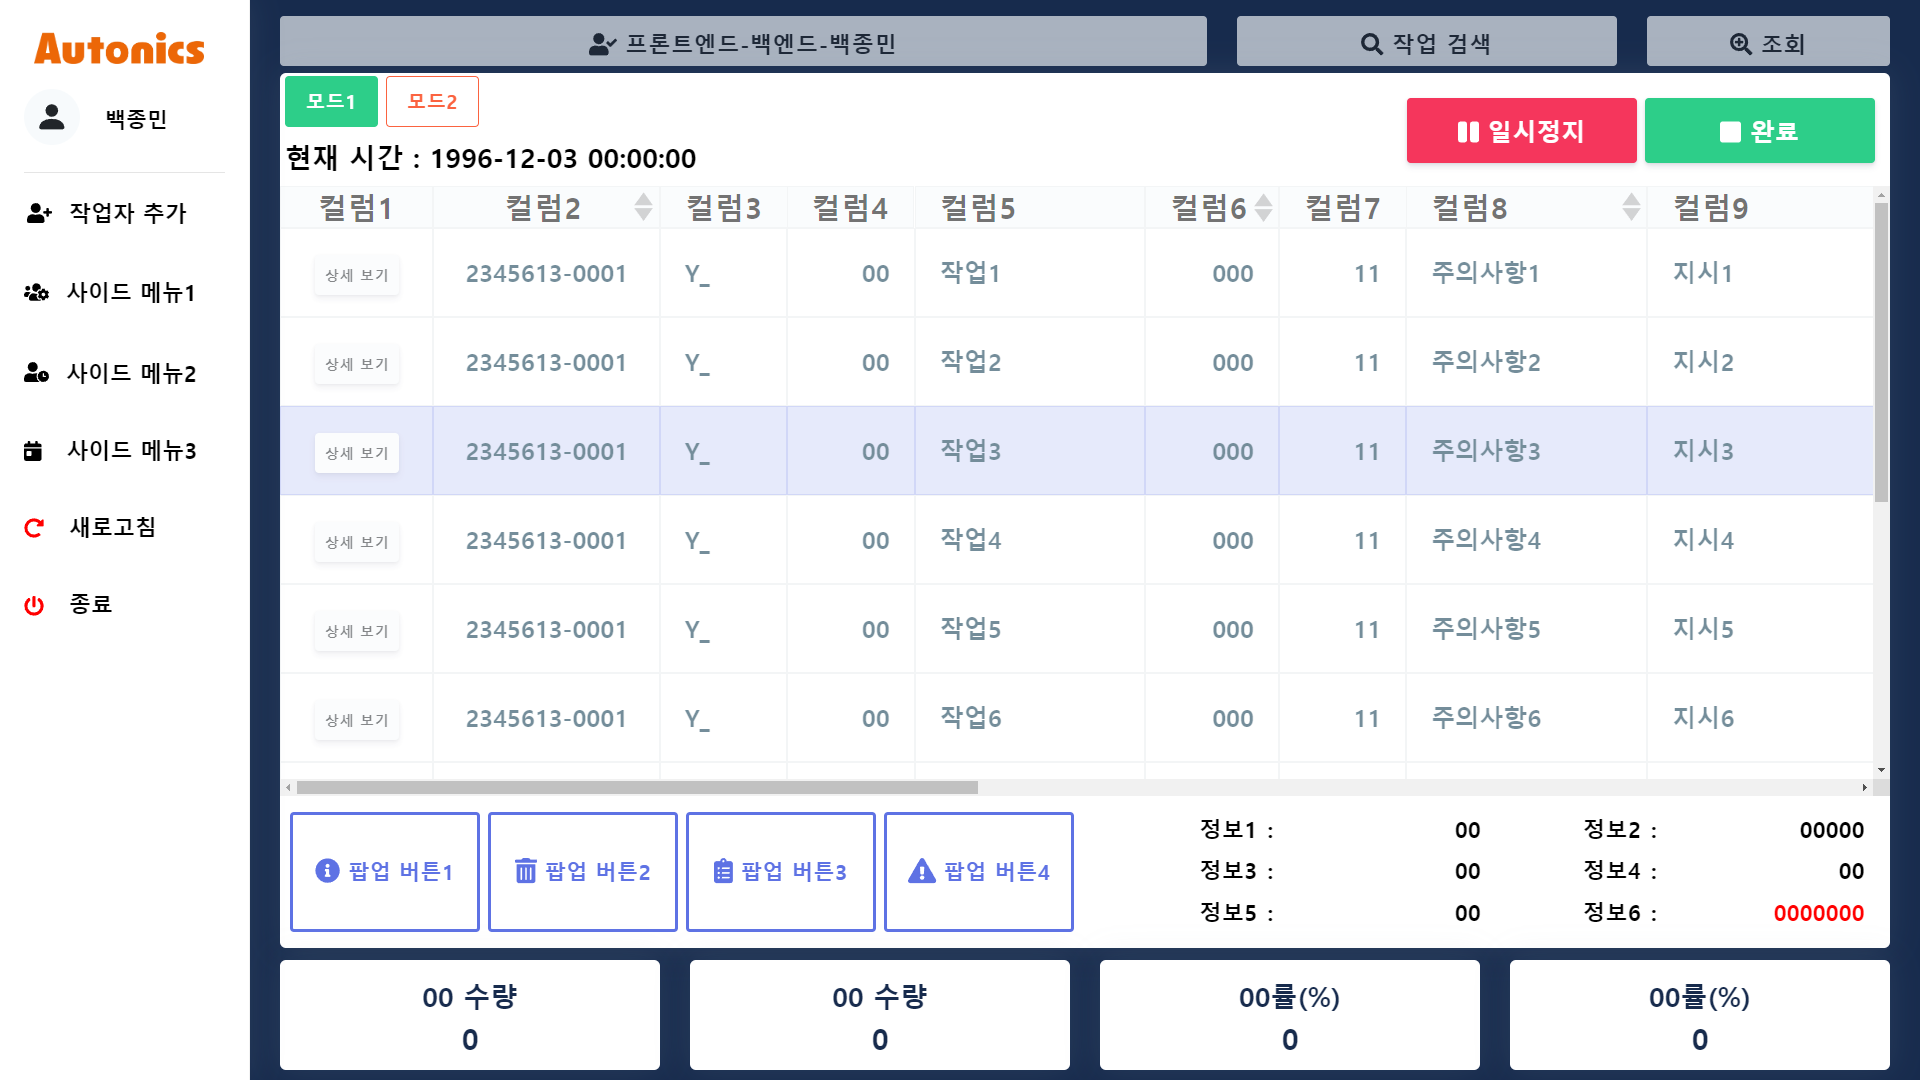 Autonics
백종민
작업자 추가
사이드 메뉴1
사이드 메뉴2
사이드 메뉴3
새로고침
종료
프론트엔드-백엔드-백종민
작업 검색
조회
모드1
모드2
현재 시간 : 1996-12-03 00:00:00
일시정지
완료
컬럼1 컬럼2 컬럼3 컬럼4 컬럼5 컬럼6 컬럼7 컬럼8 컬럼9
상세 보기 2345613-0001 Y_ 00 작업1 000 11 주의사항1 지시1
상세 보기 2345613-0001 Y_ 00 작업2 000 11 주의사항2 지시2
상세 보기 2345613-0001 Y_ 00 작업3 000 11 주의사항3 지시3
상세 보기 2345613-0001 Y_ 00 작업4 000 11 주의사항4 지시4
상세 보기 2345613-0001 Y_ 00 작업5 000 11 주의사항5 지시5
상세 보기 2345613-0001 Y_ 00 작업6 000 11 주의사항6 지시6
팝업 버튼1
팝업 버튼2
팝업 버튼3
팝업 버튼4
정보1 : 00 정보2 : 00000
정보3 : 00 정보4 : 00
정보5 : 00 정보6 : 0000000
00 수량
0
00 수량
0
00률(%)
0
00률(%)
0